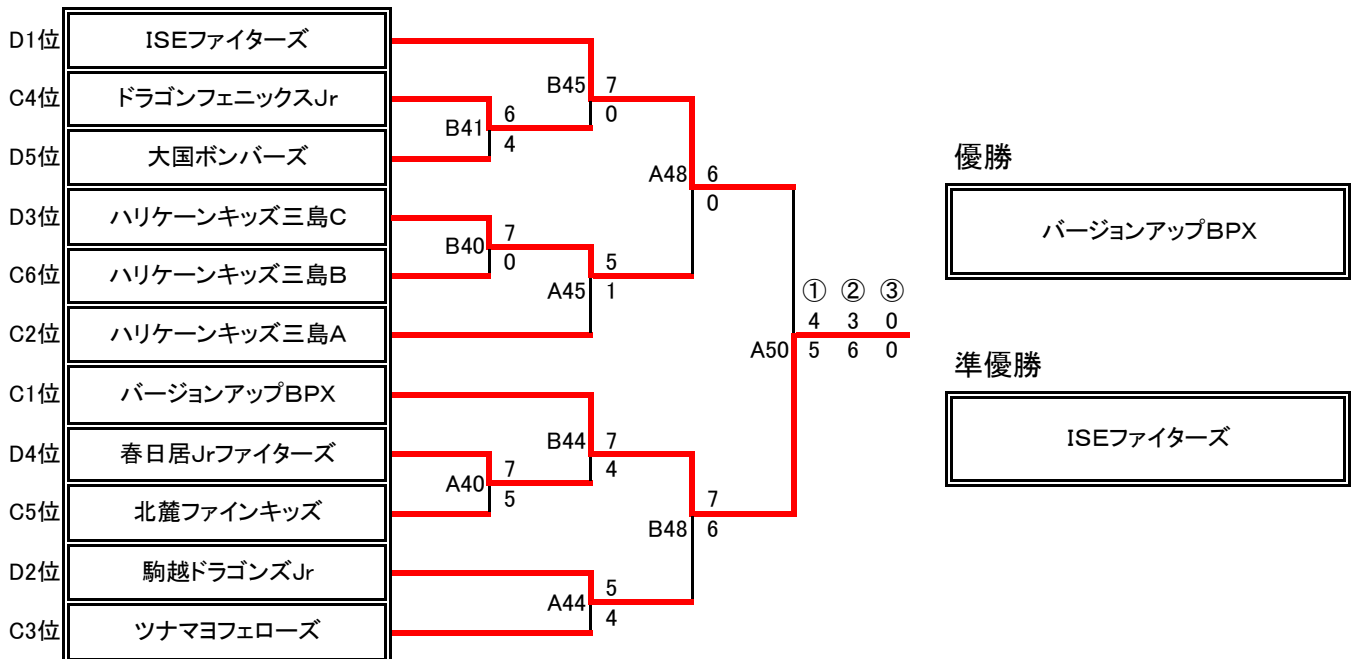 D1位 ISEファイターズ
B45 7
C4位 ドラゴンフェニックスJr
6 0
B41
4
D5位 大国ボンバーズ
優勝
A48 6
0
D3位 ハリケーンキッズ三島C
7
B40
0
バージョンアップBPX
C6位 ハリケーンキッズ三島B
5
A45 1
① ② ③
C2位 ハリケーンキッズ三島A
4 3 0
A50 5 6 0
準優勝
C1位 バージョンアップBPX
B44 7
D4位 春日居Jrファイターズ
4
7
A40
5
ISEファイターズ
C5位 北麓ファインキッズ
7
B48 6
D2位 駒越ドラゴンズJr
5
A44
4
C3位 ツナマヨフェローズ